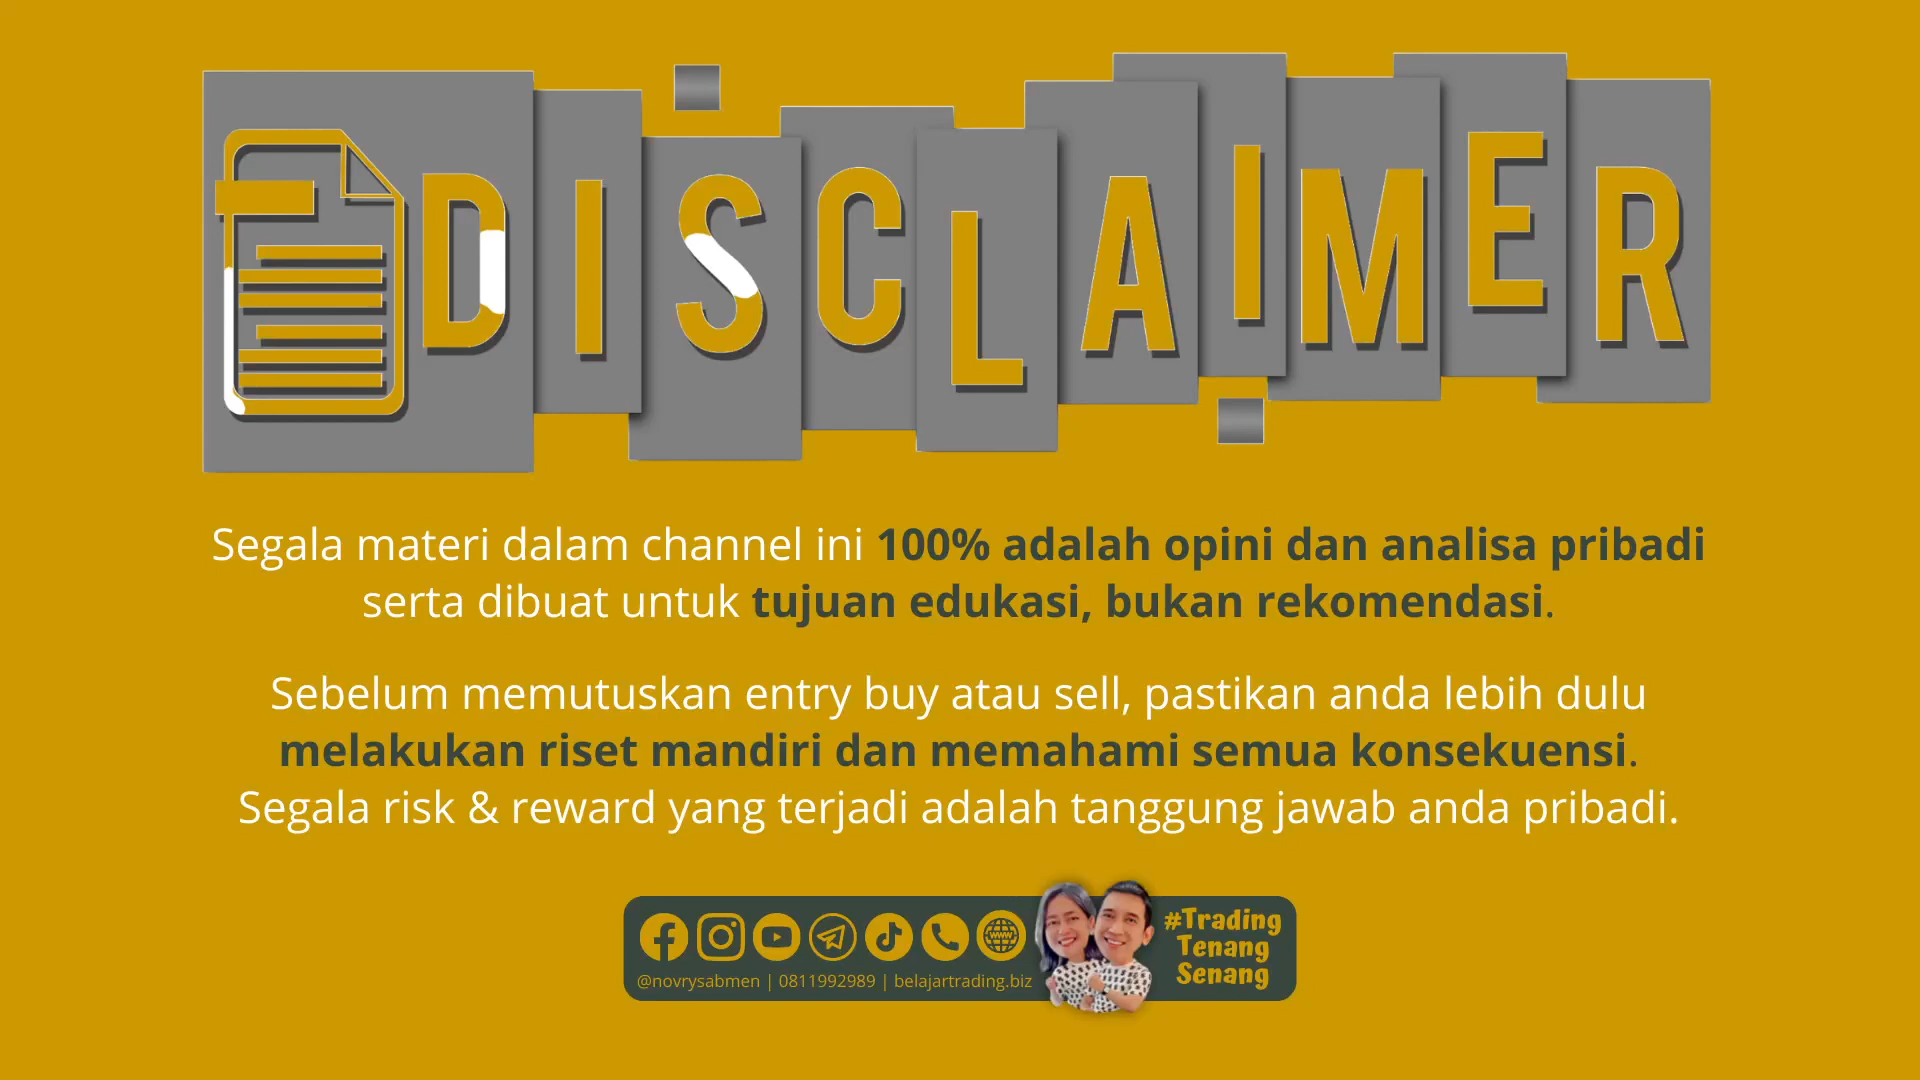 DISCLAIMER
Segala materi dalam channel ini 100% adalah opini dan analisa pribadi
serta dibuat untuk tujuan edukasi, bukan rekomendasi.
Sebelum memutuskan entry buy atau sell, pastikan anda lebih dulu
melakukan riset mandiri dan memahami semua konsekuensi.
Segala risk & reward yang terjadi adalah tanggung jawab anda pribadi.
WWW
@novrysabmen | 0811992989 | belajartrading.biz
#Trading
Tenang
Senang